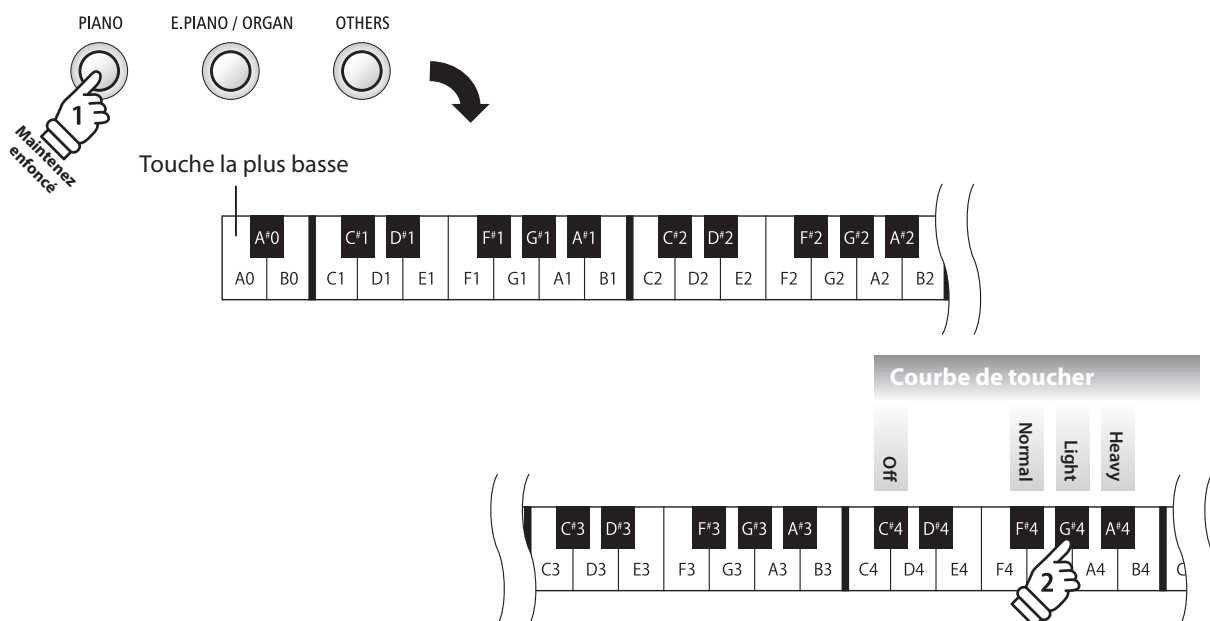 PIANO E.PIANO / ORGAN OTHERS
1
Maintenez
enfoncé
Touche la plus basse
A#0 C#1 D#1 F#1 G#1 A#1 C#2 D#2 F#2 G#2 A#2
A0 B0 C1 D1 E1 F1 G1 A1 B1 C2 D2 E2 F2 G2 A2 B2
Courbe de toucher
Off Normal Light Heavy
C#3 D#3 F#3 G#3 A#3 C#4 D#4 F#4 G#4 A#4
C3 D3 E3 F3 G3 A3 B3 C4 D4 E4 F4 A4 B4 C
2